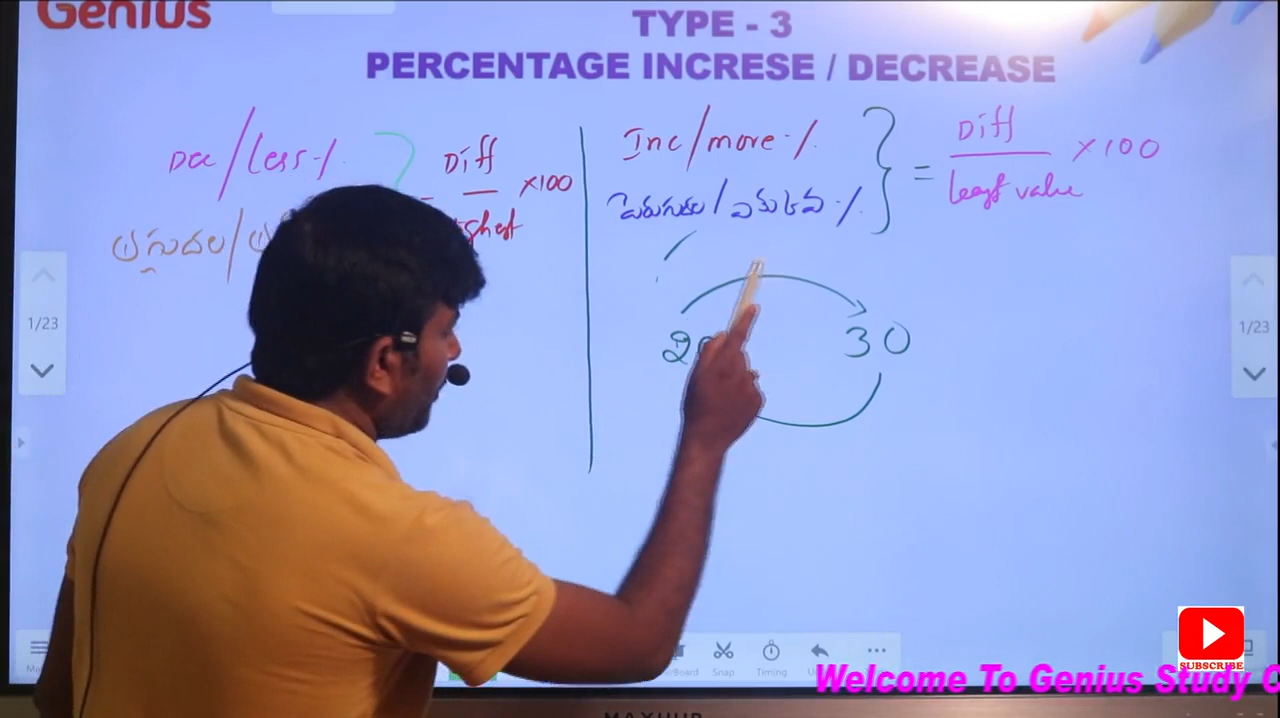 Genius
TYPE - 3
PERCENTAGE INCRESE / DECREASE
Dec/Less %
Diff
×100
Inc/more %
పెరుగుదల / ఎక్కువ %
= Diff
least value ×100
20 30
1/23
1/23
Snap
Timing
Welcome To Genius Study C
SUBSCRIBE